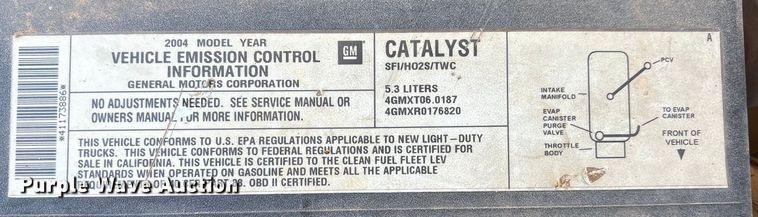 *41173886*
2004 MODEL YEAR
VEHICLE EMISSION CONTROL
INFORMATION
GENERAL MOTORS CORPORATION
GM
NO ADJUSTMENTS NEEDED. SEE SERVICE MANUAL OR
OWNERS MANUAL FOR MORE INFORMATION.
CATALYST
SFI/HO2S/TWC
5.3 LITERS
4GMXT06.0187
4GMXR0176820
THIS VEHICLE CONFORMS TO U.S. EPA REGULATIONS APPLICABLE TO NEW LIGHT-DUTY
TRUCKS. THIS VEHICLE CONFORMS TO FEDERAL REGULATIONS AND IS CERTIFIED FOR
SALE IN CALIFORNIA. THIS VEHICLE IS CERTIFIED TO THE CLEAN FUEL FLEET LEV
STANDARDS WHEN OPERATED ON GASOLINE AND MEETS ALL THE APPLICABLE
OBD II CERTIFIED.
A
PCV
INTAKE
MANIFOLD
EVAP
CANISTER
PURGE
VALVE
THROTTLE
BODY
TO EVAP
CANISTER
FRONT OF
VEHICLE
Purple Wave Auction